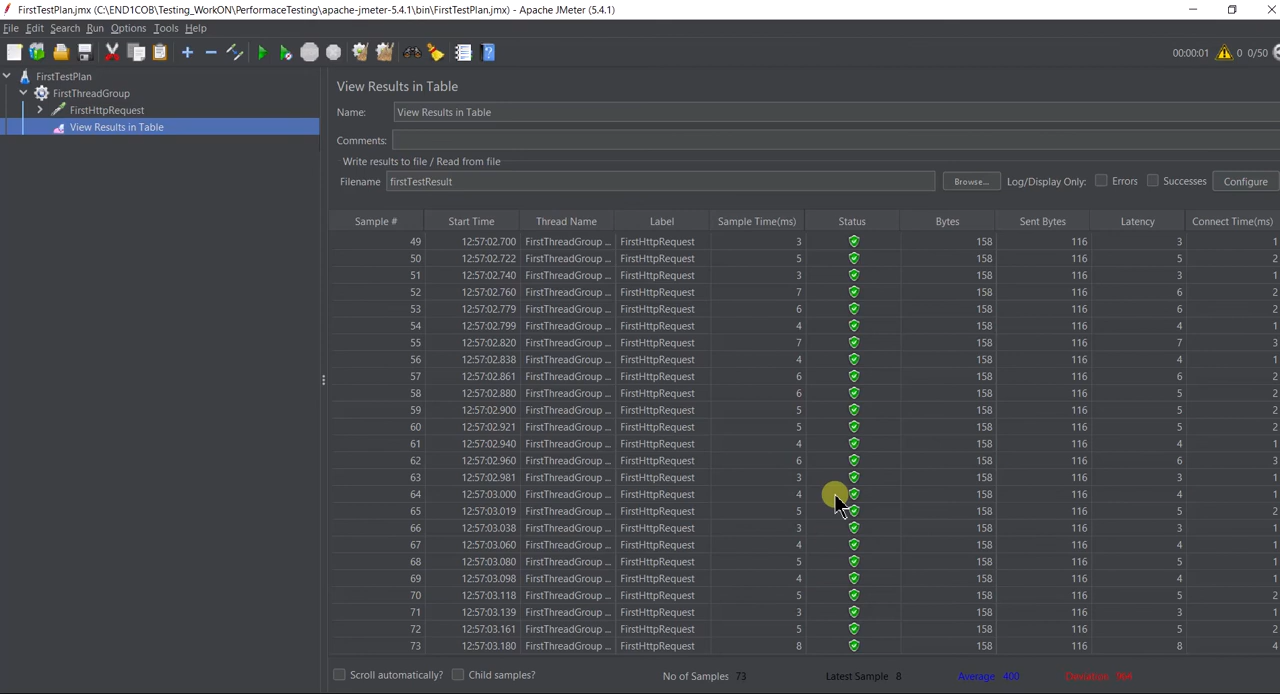 FirstTestPlan.jmx (C:\END1COB\Testing_WorkON\PerformaceTesting\apache-jmeter-5.4.1\bin\FirstTestPlan.jmx) - Apache JMeter (5.4.1)
File Edit Search Run Options Tools Help
00:00:01 0 0/50
FirstTestPlan
FirstThreadGroup
FirstHttpRequest
View Results in Table
View Results in Table
Name: View Results in Table
Comments:
Write results to file / Read from file
Filename firstTestResult Browse... Log/Display Only: Errors Successes Configure
Sample # Start Time Thread Name Label Sample Time(ms) Status Bytes Sent Bytes Latency Connect Time(ms)
49 12:57:02.700 FirstThreadGroup ... FirstHttpRequest 3 158 116 3 1
50 12:57:02.722 FirstThreadGroup ... FirstHttpRequest 5 158 116 5 2
51 12:57:02.740 FirstThreadGroup ... FirstHttpRequest 3 158 116 3 1
52 12:57:02.760 FirstThreadGroup ... FirstHttpRequest 7 158 116 6 2
53 12:57:02.779 FirstThreadGroup ... FirstHttpRequest 6 158 116 6 2
54 12:57:02.799 FirstThreadGroup ... FirstHttpRequest 4 158 116 4 1
55 12:57:02.820 FirstThreadGroup ... FirstHttpRequest 7 158 116 7 3
56 12:57:02.838 FirstThreadGroup ... FirstHttpRequest 4 158 116 4 1
57 12:57:02.861 FirstThreadGroup ... FirstHttpRequest 6 158 116 6 2
58 12:57:02.880 FirstThreadGroup ... FirstHttpRequest 6 158 116 5 2
59 12:57:02.900 FirstThreadGroup ... FirstHttpRequest 5 158 116 5 2
60 12:57:02.921 FirstThreadGroup ... FirstHttpRequest 5 158 116 5 2
61 12:57:02.940 FirstThreadGroup ... FirstHttpRequest 4 158 116 4 1
62 12:57:02.960 FirstThreadGroup ... FirstHttpRequest 6 158 116 6 3
63 12:57:02.981 FirstThreadGroup ... FirstHttpRequest 3 158 116 3 1
64 12:57:03.000 FirstThreadGroup ... FirstHttpRequest 4 158 116 4 1
65 12:57:03.019 FirstThreadGroup ... FirstHttpRequest 5 158 116 5 2
66 12:57:03.038 FirstThreadGroup ... FirstHttpRequest 3 158 116 3 1
67 12:57:03.060 FirstThreadGroup ... FirstHttpRequest 4 158 116 4 1
68 12:57:03.080 FirstThreadGroup ... FirstHttpRequest 5 158 116 5 1
69 12:57:03.098 FirstThreadGroup ... FirstHttpRequest 4 158 116 4 1
70 12:57:03.118 FirstThreadGroup ... FirstHttpRequest 5 158 116 5 2
71 12:57:03.139 FirstThreadGroup ... FirstHttpRequest 3 158 116 3 1
72 12:57:03.161 FirstThreadGroup ... FirstHttpRequest 5 158 116 5 2
73 12:57:03.180 FirstThreadGroup ... FirstHttpRequest 8 158 116 8 4
Scroll automatically? Child samples? No of Samples 73 Latest Sample 8 Average 400 Deviation